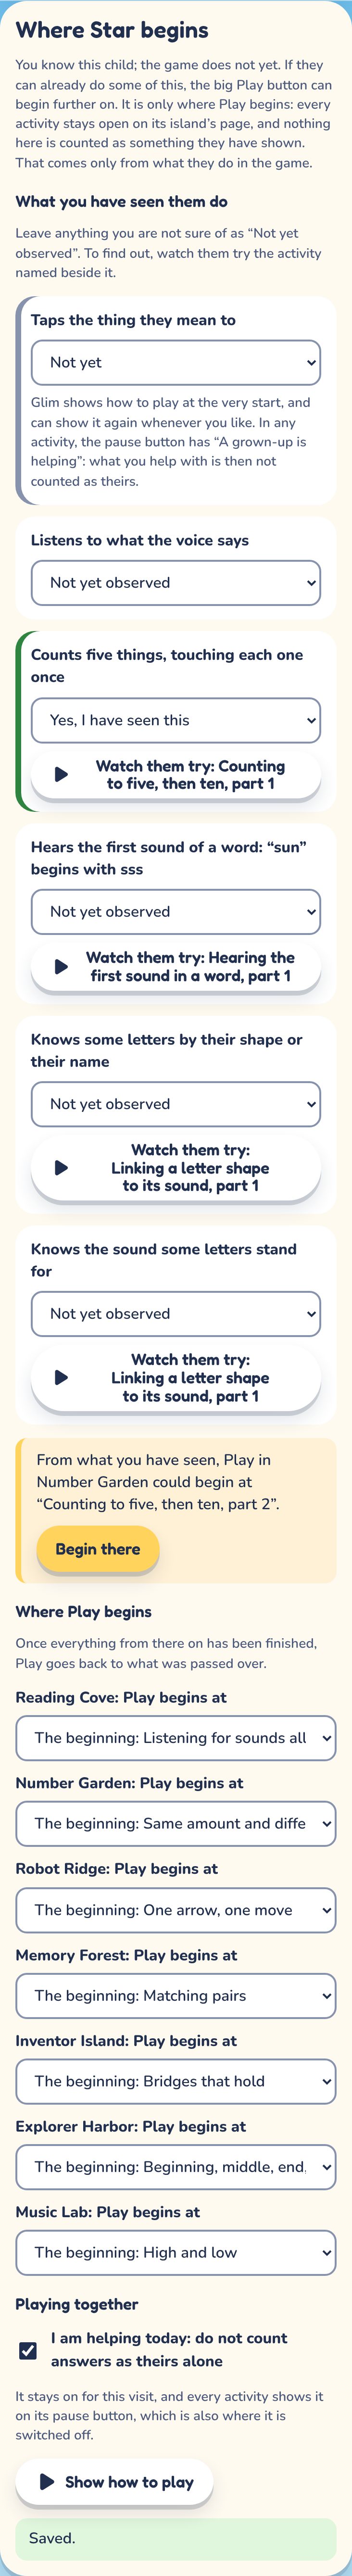 Where Star begins
You know this child; the game does not yet. If they
can already do some of this, the big Play button can
begin further on. It is only where Play begins: every
activity stays open on its island’s page, and nothing
here is counted as something they have shown.
That comes only from what they do in the game.
What you have seen them do
Leave anything you are not sure of as “Not yet
observed”. To find out, watch them try the activity
named beside it.
Taps the thing they mean to
Not yet
Glim shows how to play at the very start, and
can show it again whenever you like. In any
activity, the pause button has “A grown-up is
helping”: what you help with is then not
counted as theirs.
Listens to what the voice says
Not yet observed
Counts five things, touching each one
once
Yes, I have seen this
Watch them try: Counting
to five, then ten, part 1
Hears the first sound of a word: “sun”
begins with sss
Not yet observed
Watch them try: Hearing the
first sound in a word, part 1
Knows some letters by their shape or
their name
Not yet observed
Watch them try:
Linking a letter shape
to its sound, part 1
Knows the sound some letters stand
for
Not yet observed
Watch them try:
Linking a letter shape
to its sound, part 1
From what you have seen, Play in
Number Garden could begin at
“Counting to five, then ten, part 2”.
Begin there
Where Play begins
Once everything from there on has been finished,
Play goes back to what was passed over.
Reading Cove: Play begins at
The beginning: Listening for sounds all
Number Garden: Play begins at
The beginning: Same amount and diffe
Robot Ridge: Play begins at
The beginning: One arrow, one move
Memory Forest: Play begins at
The beginning: Matching pairs
Inventor Island: Play begins at
The beginning: Bridges that hold
Explorer Harbor: Play begins at
The beginning: Beginning, middle, end,
Music Lab: Play begins at
The beginning: High and low
Playing together
I am helping today: do not count
answers as theirs alone
It stays on for this visit, and every activity shows it
on its pause button, which is also where it is
switched off.
Show how to play
Saved.